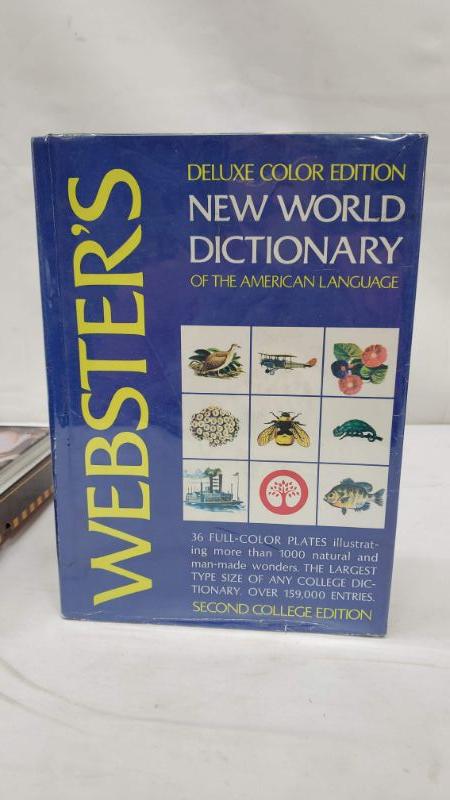 WEBSTER'S
DELUXE COLOR EDITION
NEW WORLD
DICTIONARY
OF THE AMERICAN LANGUAGE
36 FULL-COLOR PLATES illustrat-
ing more than 1000 natural and
man-made wonders. THE LARGEST
TYPE SIZE OF ANY COLLEGE DIC-
TIONARY. OVER 159,000 ENTRIES.
SECOND COLLEGE EDITION